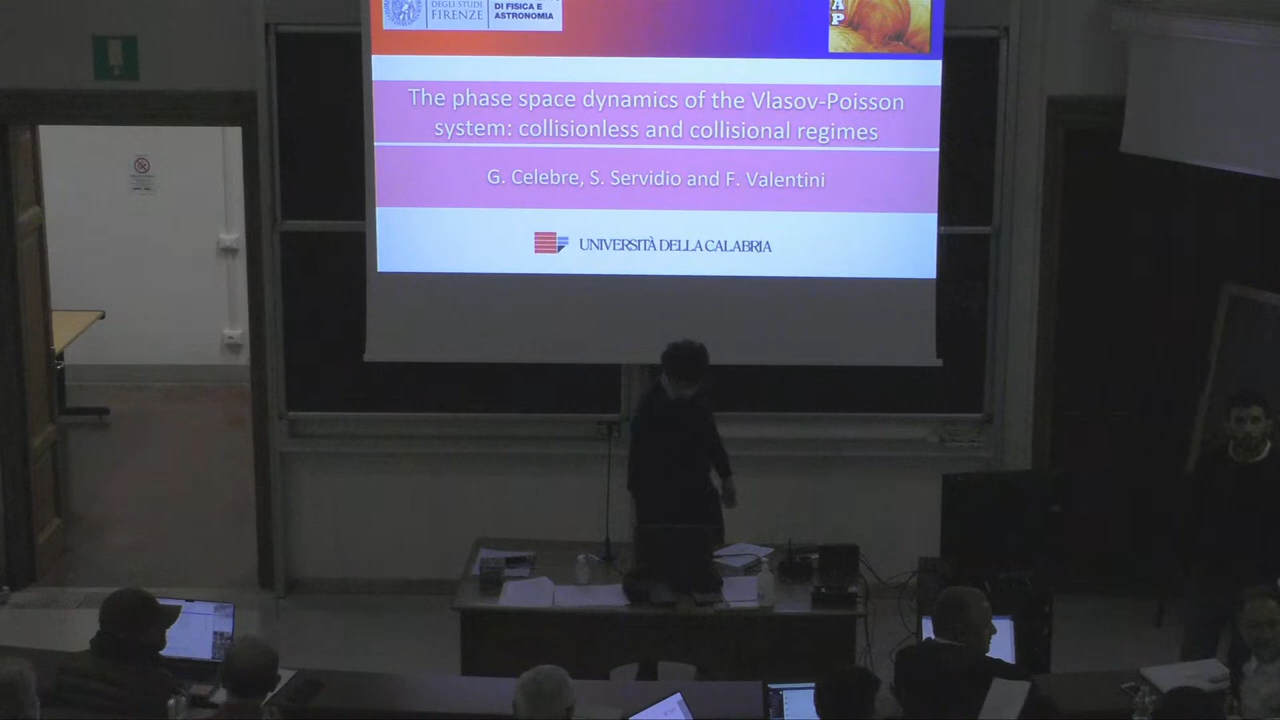 DEGLI STUDI
FIRENZE
DI FISICA E
ASTRONOMIA
AP
The phase space dynamics of the Vlasov-Poisson
system: collisionless and collisional regimes
G. Celebre, S. Servidio and F. Valentini
UNIVERSITÀ DELLA CALABRIA